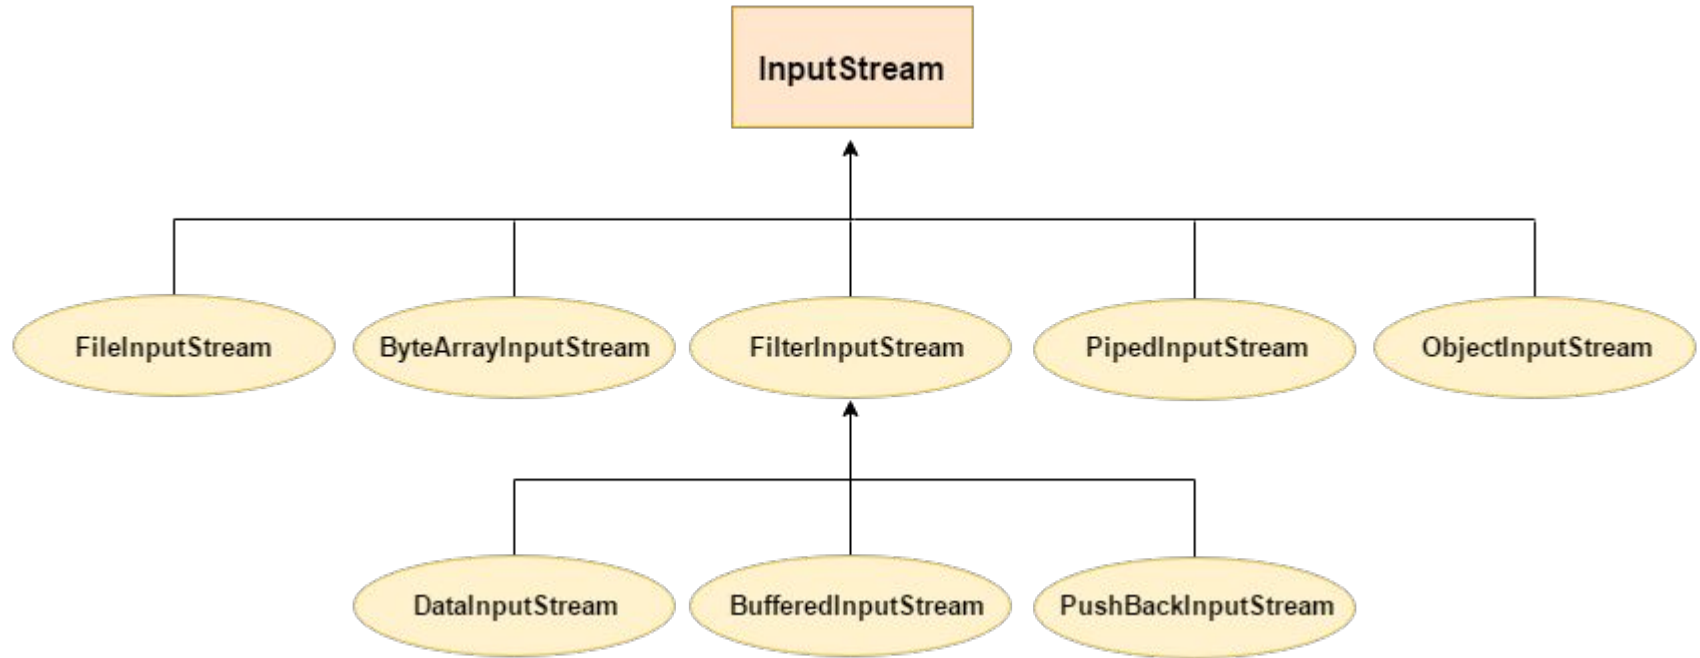 InputStream
FileInputStream
ByteArrayInputStream
FilterInputStream
PipedInputStream
ObjectInputStream
DataInputStream
BufferedInputStream
PushBackInputStream